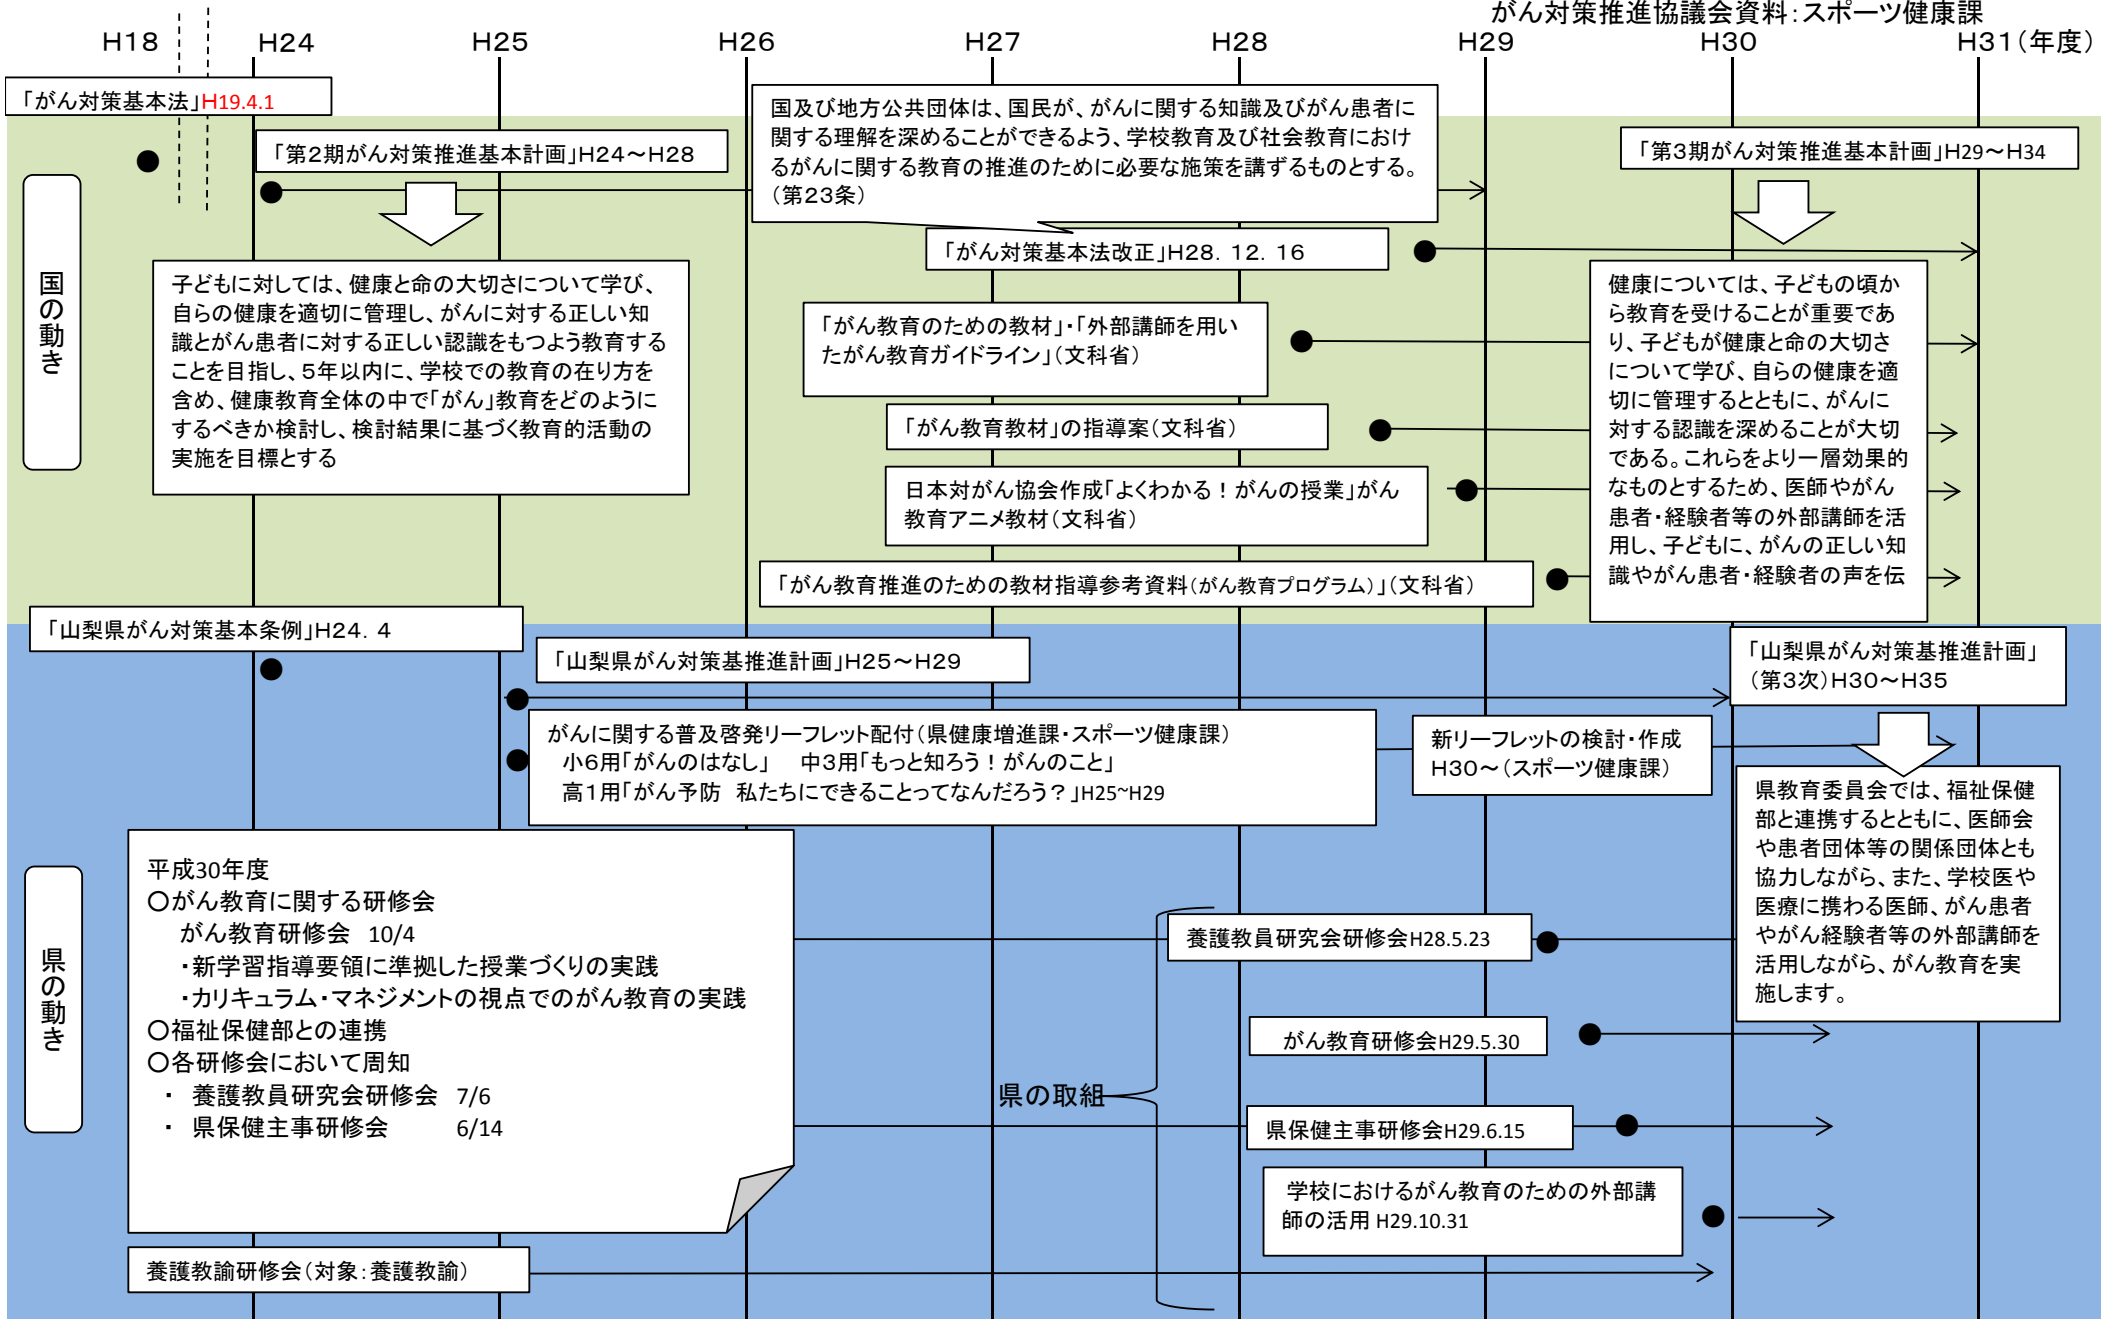 がん対策推進協議会資料：スポーツ健康課
H18 H24 H25 H26 H27 H28 H29 H30 H31（年度）
「がん対策基本法」H19.4.1
国の動き
「第２期がん対策推進基本計画」H24～H28
子どもに対しては、健康と命の大切さについて学び、
自らの健康を適切に管理し、がんに対する正しい知
識とがん患者に対する正しい認識をもつよう教育する
ことを目指し、５年以内に、学校での教育の在り方を
含め、健康教育全体の中で「がん」教育をどのように
するべきか検討し、検討結果に基づく教育的活動の
実施を目標とする
国及び地方公共団体は、国民が、がんに関する知識及びがん患者に
関する理解を深めることができるよう、学校教育及び社会教育におけ
るがんに関する教育の推進のために必要な施策を講ずるものとする。
（第２３条）
「がん対策基本法改正」H28．12．16
「がん教育のための教材」・「外部講師を用い
たがん教育ガイドライン」（文科省）
「がん教育教材」の指導案（文科省）
日本対がん協会作成「よくわかる！がんの授業」がん
教育アニメ教材（文科省）
「がん教育推進のための教材指導参考資料（がん教育プログラム）」（文科省）
「第３期がん対策推進基本計画」H29～H34
健康については、子どもの頃か
ら教育を受けることが重要であ
り、子どもが健康と命の大切さ
について学び、自らの健康を適
切に管理するとともに、がんに
対する認識を深めることが大切
である。これらをより一層効果的
なものとするため、医師やがん
患者・経験者等の外部講師を活
用し、子どもに、がんの正しい知
識やがん患者・経験者の声を伝
県の動き
「山梨県がん対策基本条例」H24．4
「山梨県がん対策基推進計画」H25～H29
がんに関する普及啓発リーフレット配付（県健康増進課・スポーツ健康課）
小６用「がんのはなし」　中３用「もっと知ろう！がんのこと」
高１用「がん予防　私たちにできることってなんだろう？」H25~H29
新リーフレットの検討・作成
H30～（スポーツ健康課）
「山梨県がん対策基推進計画」
（第３次）H30～H35
県教育委員会では、福祉保健
部と連携するとともに、医師会
や患者団体等の関係団体とも
協力しながら、また、学校医や
医療に携わる医師、がん患者
やがん経験者等の外部講師を
活用しながら、がん教育を実
施します。
平成30年度
○がん教育に関する研修会
がん教育研修会　10/4
・新学習指導要領に準拠した授業づくりの実践
・カリキュラム・マネジメントの視点でのがん教育の実践
○福祉保健部との連携
○各研修会において周知
・　養護教員研究会研修会　7/6
・　県保健主事研修会　6/14
県の取組
養護教員研究会研修会H28.5.23
がん教育研修会H29.5.30
県保健主事研修会H29.6.15
学校におけるがん教育のための外部講
師の活用 H29.10.31
養護教諭研修会（対象：養護教諭）